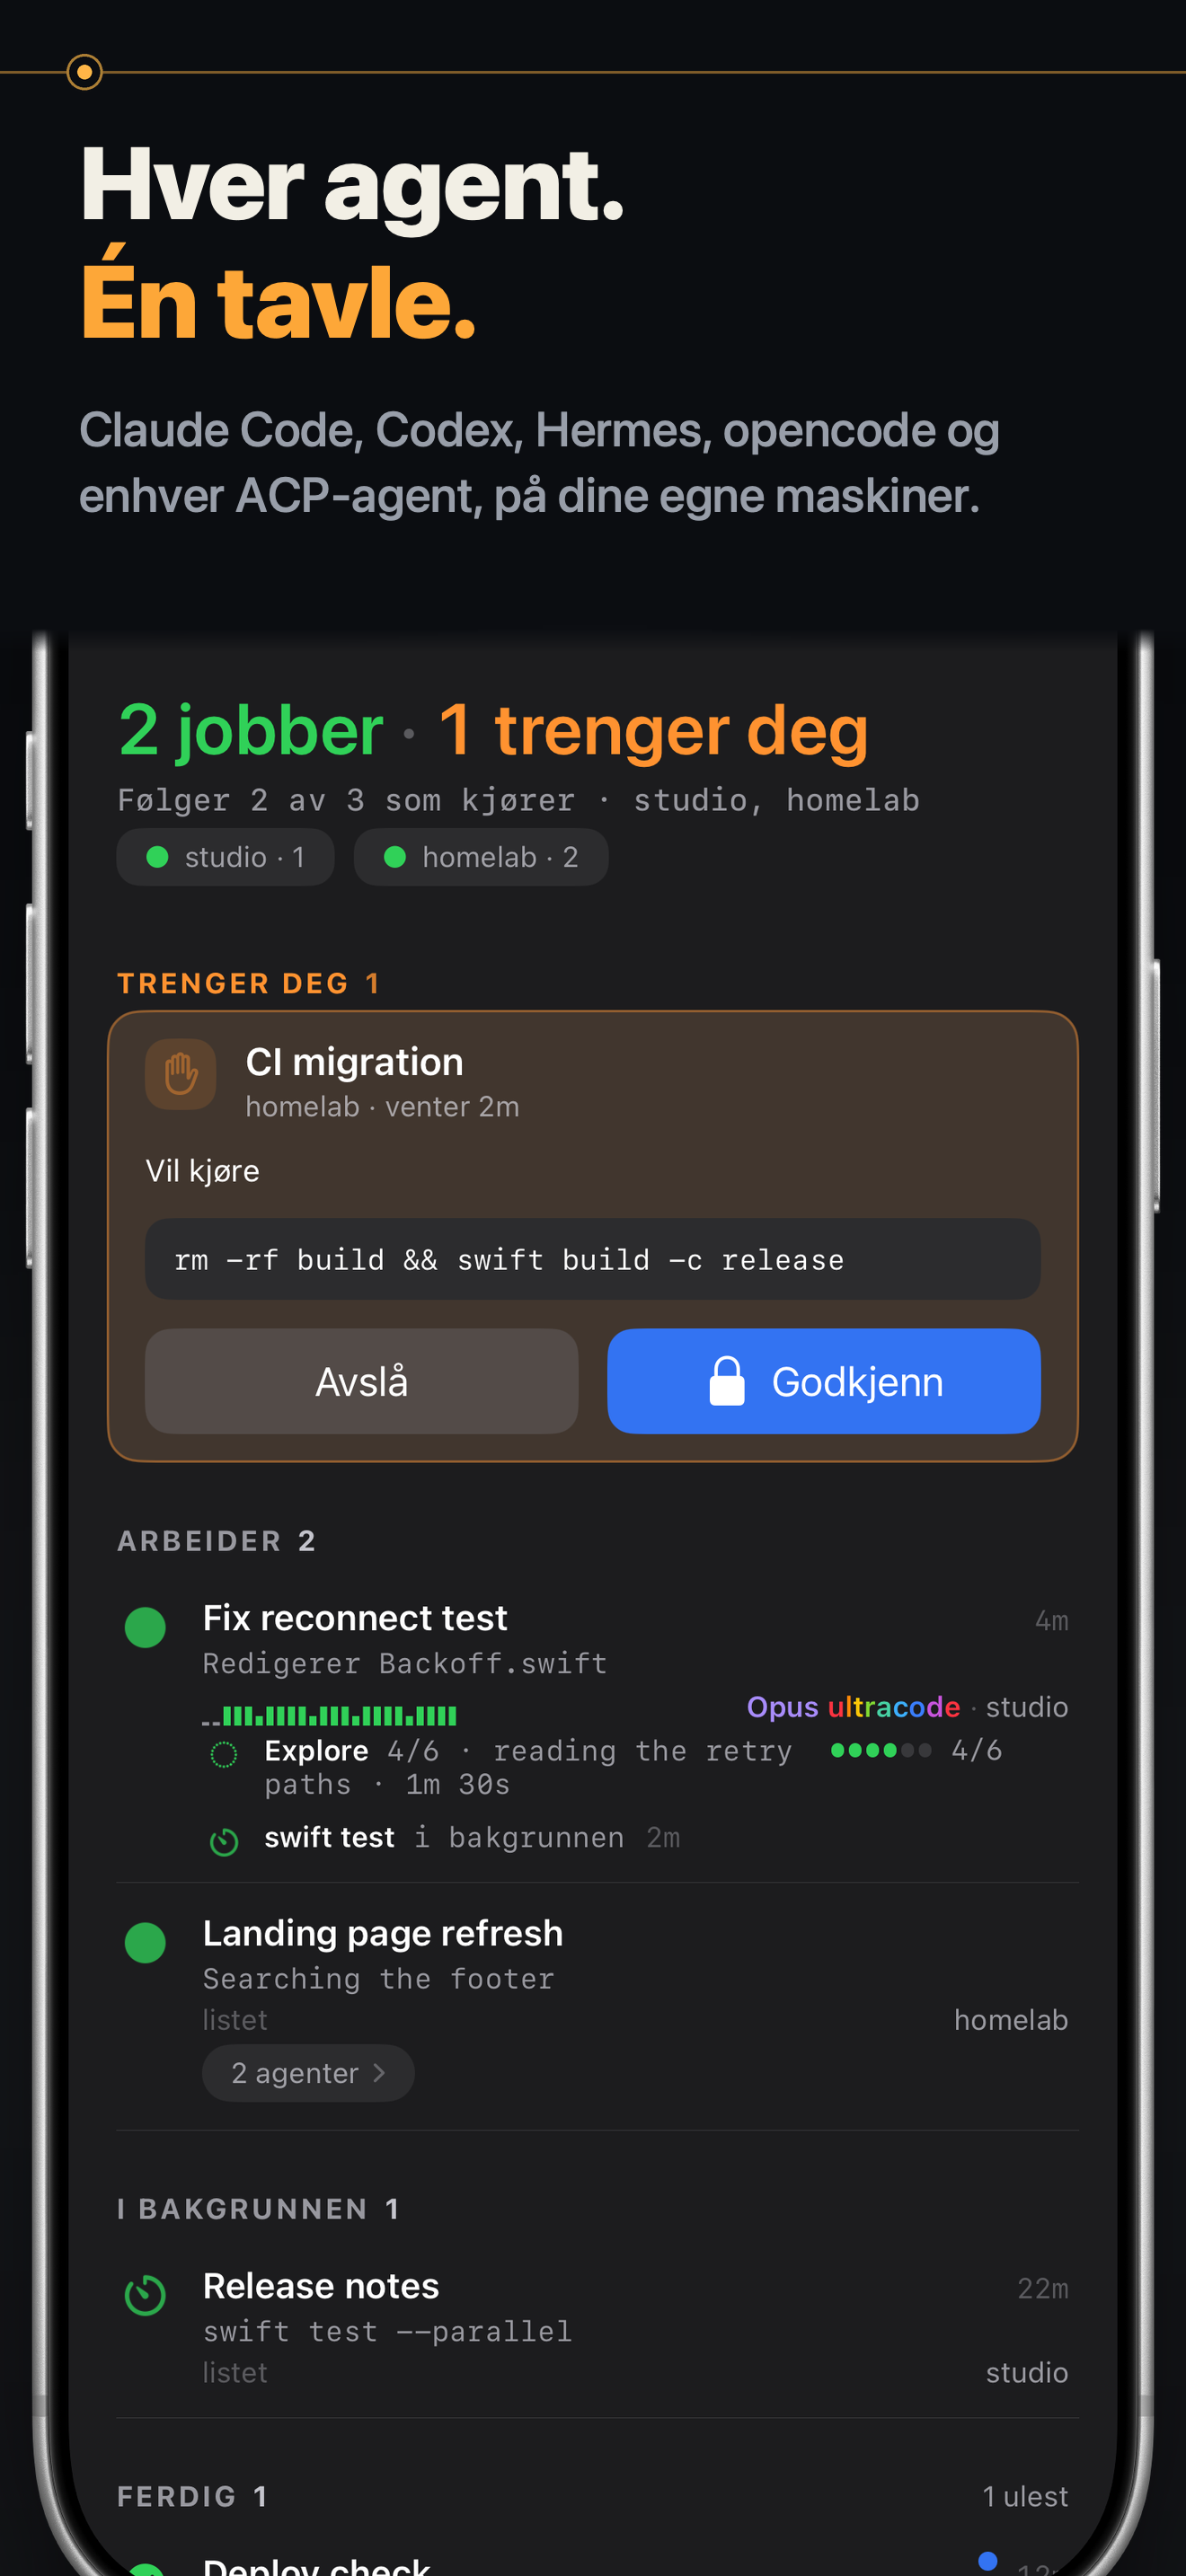 Hver agent.
Én tavle.
Claude Code, Codex, Hermes, opencode og
enhver ACP-agent, på dine egne maskiner.
2 jobber · 1 trenger deg
Følger 2 av 3 som kjører · studio, homelab
studio · 1
homelab · 2
TRENGER DEG 1
CI migration
homelab · venter 2m
Vil kjøre
rm -rf build && swift build -c release
Avslå
Godkjenn
ARBEIDER 2
Fix reconnect test 4m
Redigerer Backoff.swift
Opus ultracode · studio
Explore 4/6 · reading the retry 4/6
paths · 1m 30s
swift test i bakgrunnen 2m
Landing page refresh
Searching the footer
listet homelab
2 agenter
I BAKGRUNNEN 1
Release notes 22m
swift test --parallel
listet studio
FERDIG 1 1 ulest
Deploy check